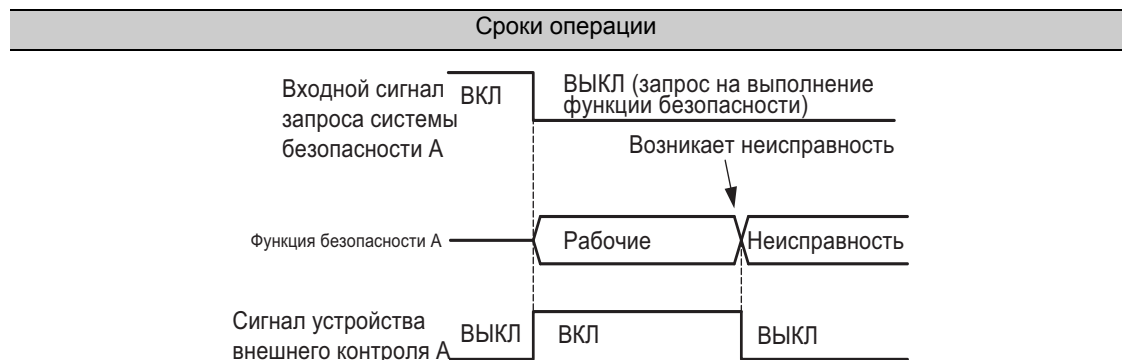 Сроки операции
Входной сигнал
запроса системы
безопасности A
ВКЛ
ВЫКЛ (запрос на выполнение
функции безопасности)
Возникает неисправность
Функция безопасности A
Рабочие
Неисправность
Сигнал устройства
внешнего контроля A
ВЫКЛ
ВКЛ
ВЫКЛ